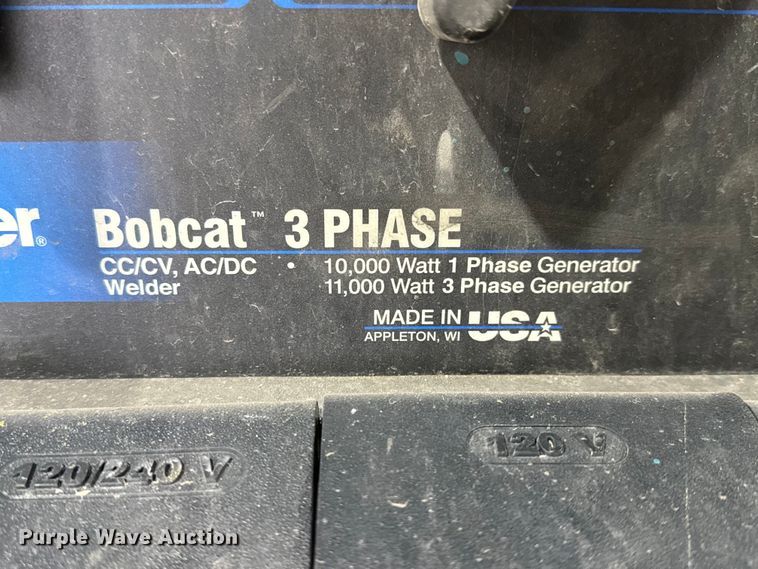 er®
Bobcat™ 3 PHASE
CC/CV, AC/DC • 10,000 Watt 1 Phase Generator
Welder 11,000 Watt 3 Phase Generator
MADE IN USA
APPLETON, WI
120/240 V
120 V
Purple Wave Auction